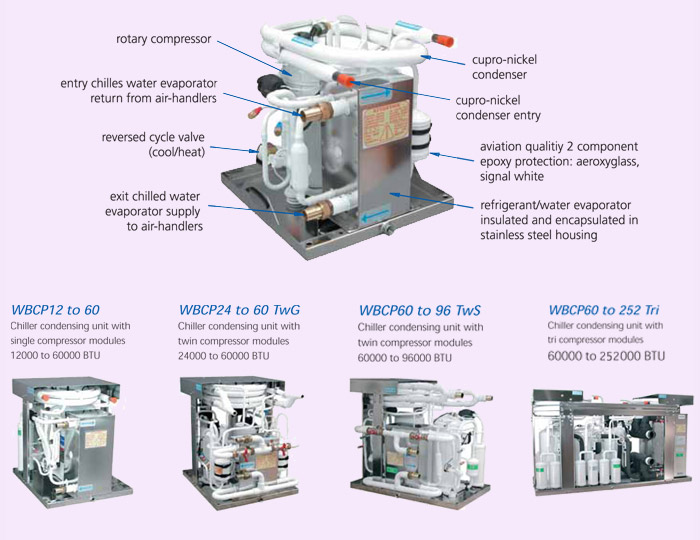 rotary compressor
entry chilles water evaporator
return from air-handlers
reversed cycle valve
(cool/heat)
exit chilled water
evaporator supply
to air-handlers
cupro-nickel
condenser
cupro-nickel
condenser entry
aviation qualitiy 2 component
epoxy protection: aeroxyglass,
signal white
refrigerant/water evaporator
insulated and encapsulated in
stainless steel housing
WBCP12 to 60
Chiller condensing unit with
single compressor modules
12000 to 60000 BTU
WBCP24 to 60 TwG
Chiller condensing unit with
twin compressor modules
24000 to 60000 BTU
WBCP60 to 96 TwS
Chiller condensing unit with
twin compressor modules
60000 to 96000 BTU
WBCP60 to 252 Tri
Chiller condensing unit with
tri compressor modules
60000 to 252000 BTU